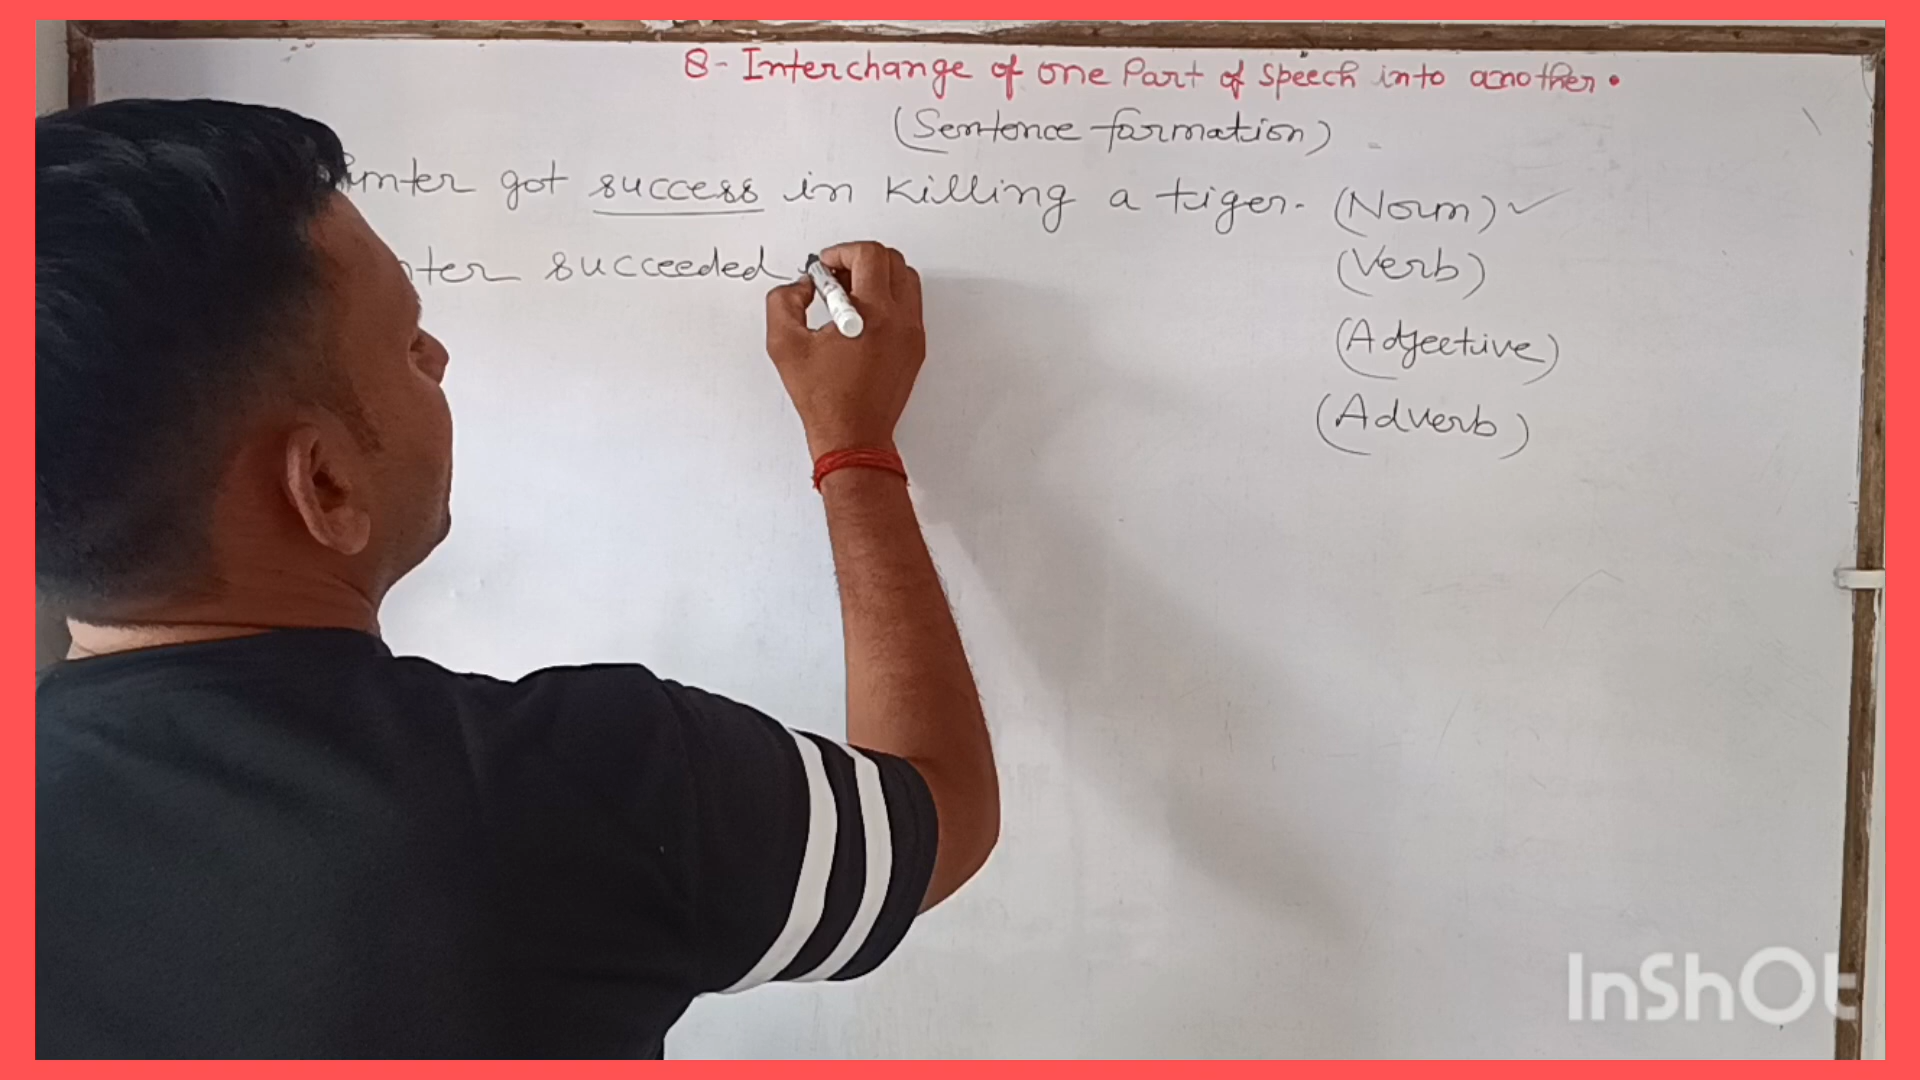 8- Interchange of one Part of speech into another.
(Sentence formation)
got success in killing a tiger. (Noun) ✓
succeeded (Verb)
(Adjective)
(Adverb)
InShOt